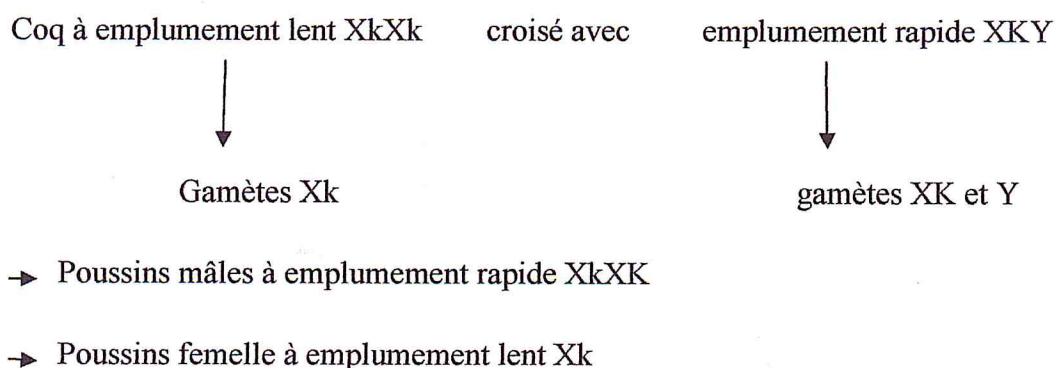 Coq à emplumement lent XkXk croisé avec emplumement rapide XKY
Gamètes Xk gamètes XK et Y
Poussins mâles à emplumement rapide XkXK
Poussins femelle à emplumement lent Xk